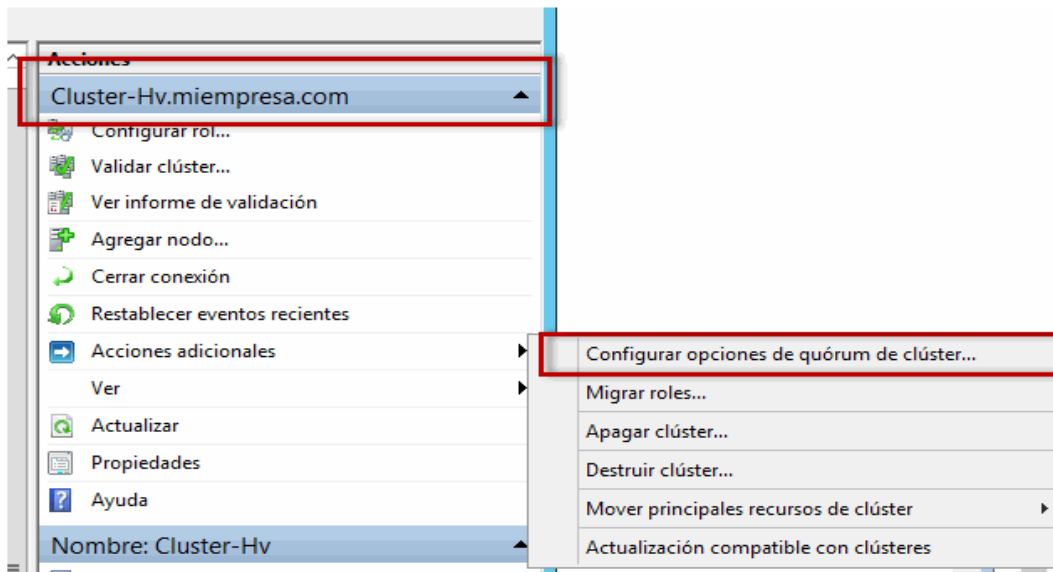 Acciones
Cluster-Hv.miempresa.com
Configurar rol...
Validar clúster...
Ver informe de validación
Agregar nodo...
Cerrar conexión
Restablecer eventos recientes
Acciones adicionales
Ver
Actualizar
Propiedades
Ayuda
Nombre: Cluster-Hv
Configurar opciones de quórum de clúster...
Migrar roles...
Apagar clúster...
Destruir clúster...
Mover principales recursos de clúster
Actualización compatible con clústeres